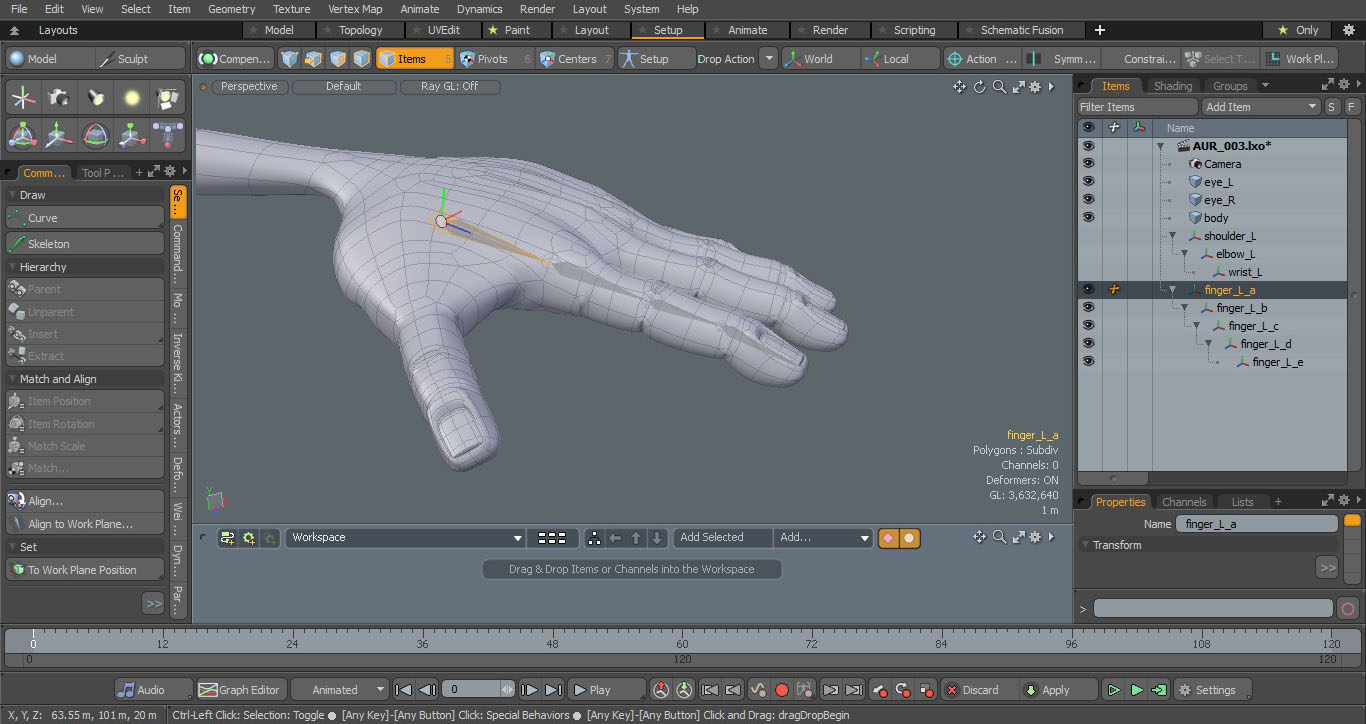 File Edit View Select Item Geometry Texture Vertex Map Animate Dynamics Render Layout System Help
Layouts Model Topology UVEdit Paint Layout Setup Animate Render Scripting Schematic Fusion + Only
Model Sculpt Compen... Items 5 Pivots 6 Centers 7 Setup Drop Action World Local Action ... Symm ... Constrai... Select T... Work Pl...
Perspective Default Ray GL: Off
Items Shading Groups
Filter Items Add Item S F
Name
AUR_003.lxo*
Camera
eye_L
eye_R
body
shoulder_L
elbow_L
wrist_L
finger_L_a
finger_L_b
finger_L_c
finger_L_d
finger_L_e
Comm... Tool P... +
Draw
Curve
Skeleton
Hierarchy
Parent
Unparent
Insert
Extract
Match and Align
Item Position
Item Rotation
Match Scale
Match...
Align...
Align to Work Plane...
Set
To Work Plane Position
>>
Se...
Command...
Mo ...
Inverse Ki...
Actors...
Defo...
Wei ...
Dyn...
Par...
finger_L_a
Polygons : Subdiv
Channels: 0
Deformers: ON
GL: 3,632,640
1 m
Y
Workspace Add Selected Add...
Drag & Drop Items or Channels into the Workspace
Properties Channels Lists +
Name finger_L_a
Transform
>>
>
0 12 24 36 48 60 72 84 96 108 120
0 120 120
Audio Graph Editor Animated 0 Play Discard Apply Settings
X, Y, Z: 63.55 m, 101 m, 20 m Ctrl-Left Click: Selection: Toggle ● [Any Key]-[Any Button] Click: Special Behaviors ● [Any Key]-[Any Button] Click and Drag: dragDropBegin